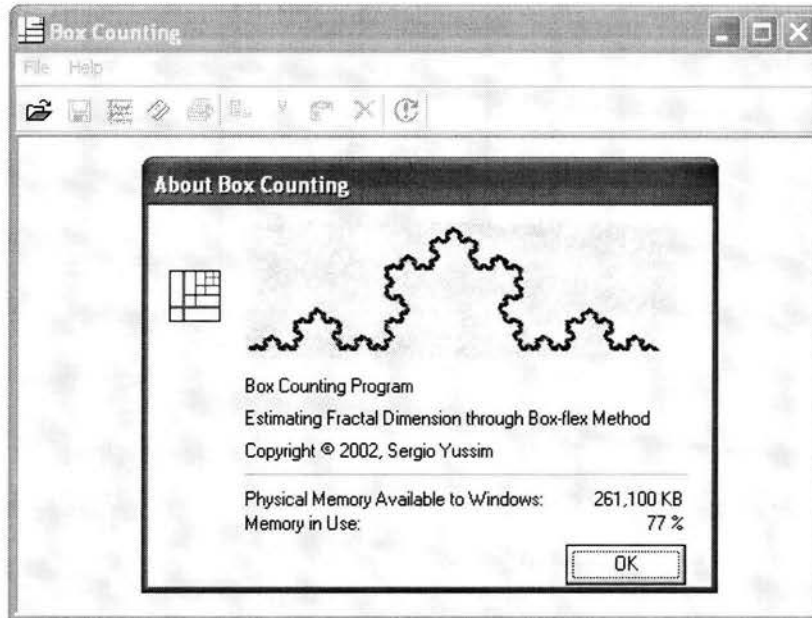 Box Counting
File Help
About Box Counting
Box Counting Program
Estimating Fractal Dimension through Box-flex Method
Copyright © 2002, Sergio Yussim
Physical Memory Available to Windows: 261,100 KB
Memory in Use: 77 %
OK